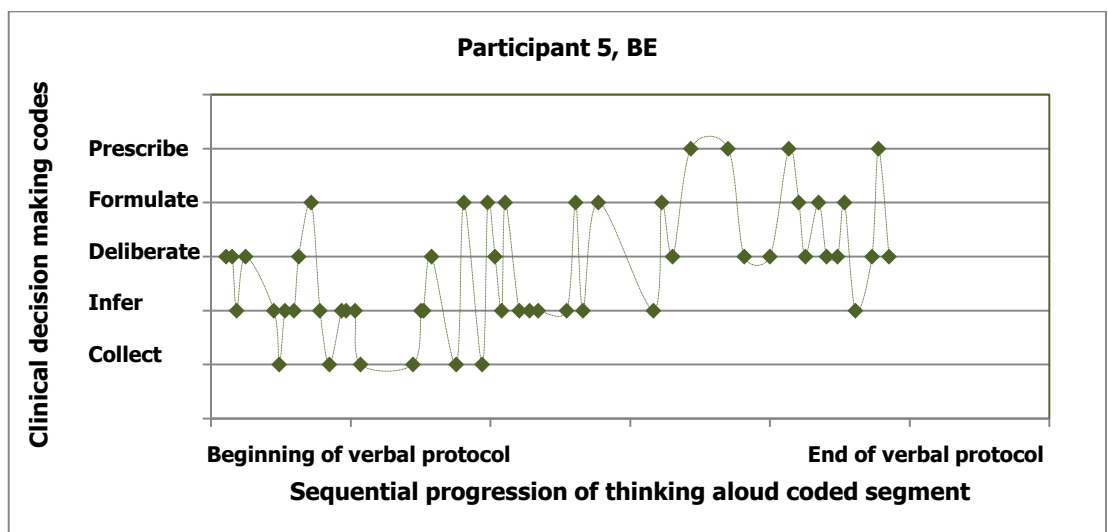 Participant 5, BE
Clinical decision making codes
Prescribe
Formulate
Deliberate
Infer
Collect
Beginning of verbal protocol
End of verbal protocol
Sequential progression of thinking aloud coded segment